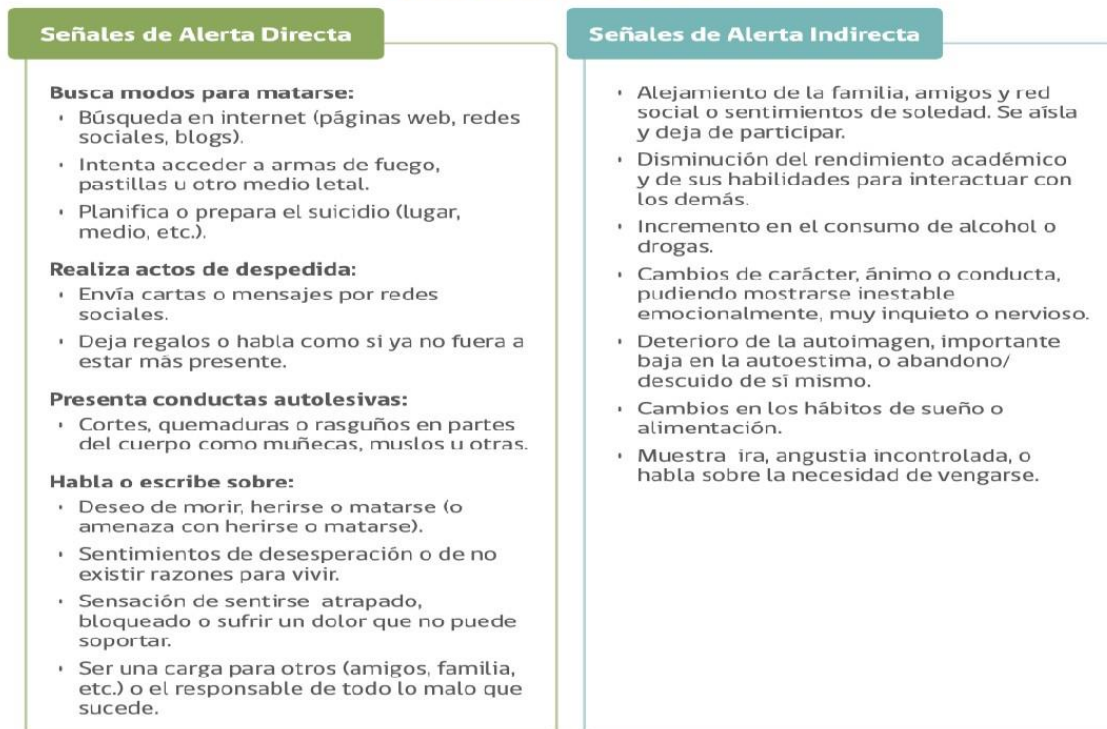 Señales de Alerta Directa
Busca modos para matarse:
· Búsqueda en internet (páginas web, redes
sociales, blogs).
· Intenta acceder a armas de fuego,
pastillas u otro medio letal.
· Planifica o prepara el suicidio (lugar,
medio, etc.).
Realiza actos de despedida:
· Envía cartas o mensajes por redes
sociales.
· Deja regalos o habla como si ya no fuera a
estar más presente.
Presenta conductas autolesivas:
· Cortes, quemaduras o rasguños en partes
del cuerpo como muñecas, muslos u otras.
Habla o escribe sobre:
· Deseo de morir, herirse o matarse (o
amenaza con herirse o matarse).
· Sentimientos de desesperación o de no
existir razones para vivir.
· Sensación de sentirse atrapado,
bloqueado o sufrir un dolor que no puede
soportar.
· Ser una carga para otros (amigos, familia,
etc.) o el responsable de todo lo malo que
sucede.
Señales de Alerta Indirecta
· Alejamiento de la familia, amigos y red
social o sentimientos de soledad. Se aísla
y deja de participar.
· Disminución del rendimiento académico
y de sus habilidades para interactuar con
los demás.
· Incremento en el consumo de alcohol o
drogas.
· Cambios de carácter, ánimo o conducta,
pudiendo mostrarse inestable
emocionalmente, muy inquieto o nervioso.
· Deterioro de la autoimagen, importante
baja en la autoestima, o abandono/
descuido de sí mismo.
· Cambios en los hábitos de sueño o
alimentación.
· Muestra ira, angustia incontrolada, o
habla sobre la necesidad de vengarse.